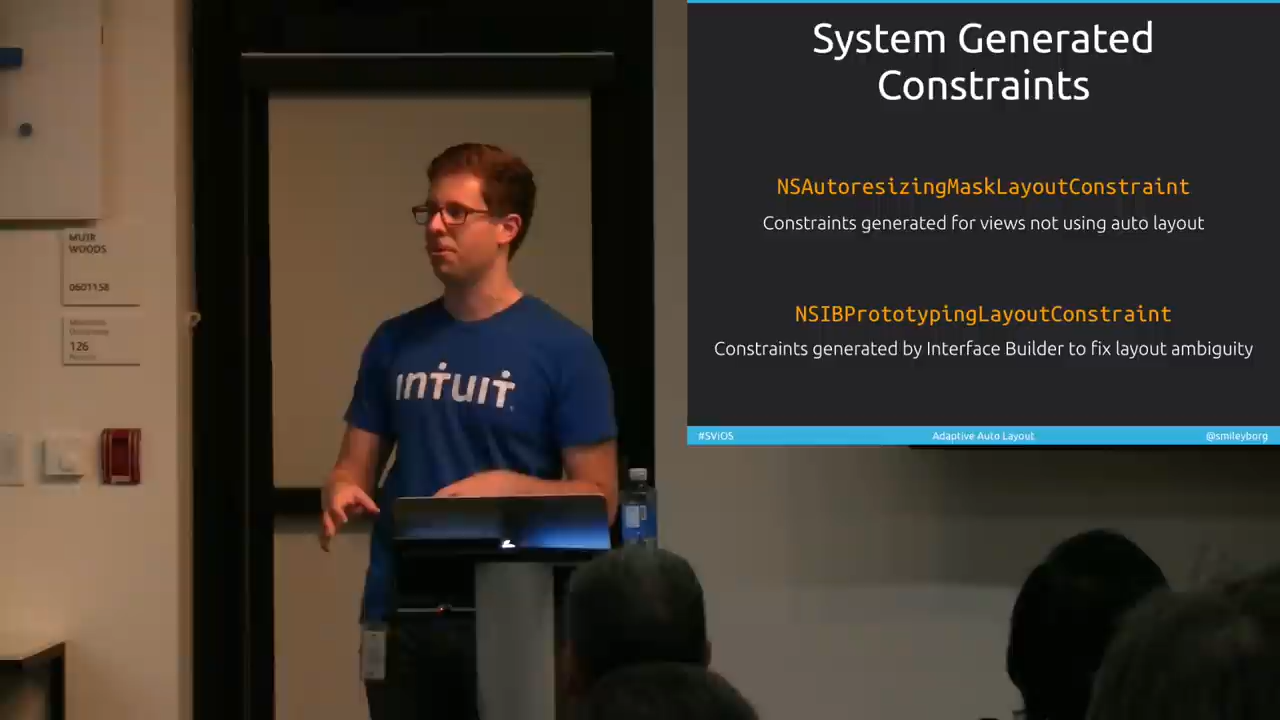 System Generated
Constraints
NSAutoresizingMaskLayoutConstraint
Constraints generated for views not using auto layout
NSIBPrototypingLayoutConstraint
Constraints generated by Interface Builder to fix layout ambiguity
#SViOS
Adaptive Auto Layout
@smileyborg
MUIR
WOODS
0601158
126
INTUIT